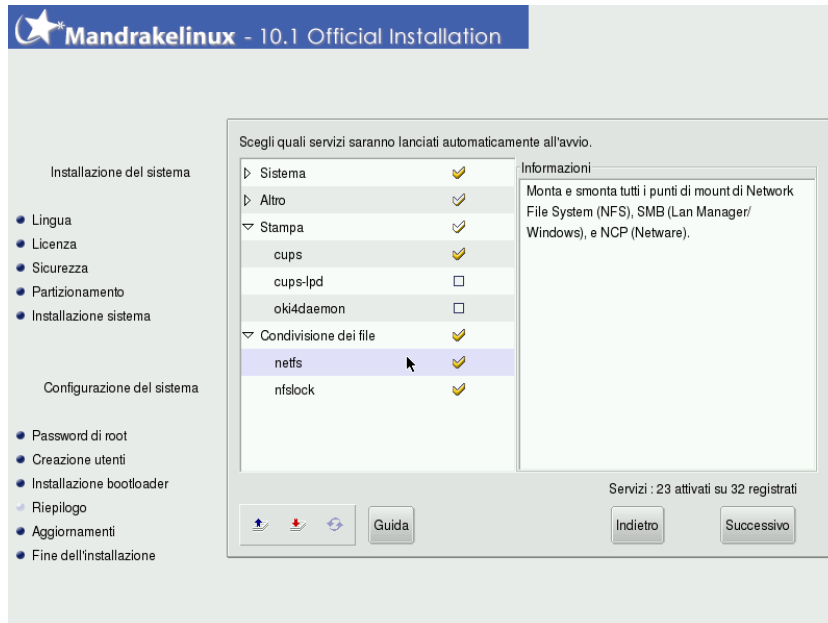 Mandrakelinux - 10.1 Official Installation
Installazione del sistema
Lingua
Licenza
Sicurezza
Partizionamento
Installazione sistema
Configurazione del sistema
Password di root
Creazione utenti
Installazione bootloader
Riepilogo
Aggiornamenti
Fine dell'installazione
Scegli quali servizi saranno lanciati automaticamente all'avvio.
Sistema
Altro
Stampa
cups
cups-lpd
oki4daemon
Condivisione dei file
netfs
nfslock
Informazioni
Monta e smonta tutti i punti di mount di Network
File System (NFS), SMB (Lan Manager/
Windows), e NCP (Netware).
Servizi : 23 attivati su 32 registrati
Guida
Indietro
Successivo